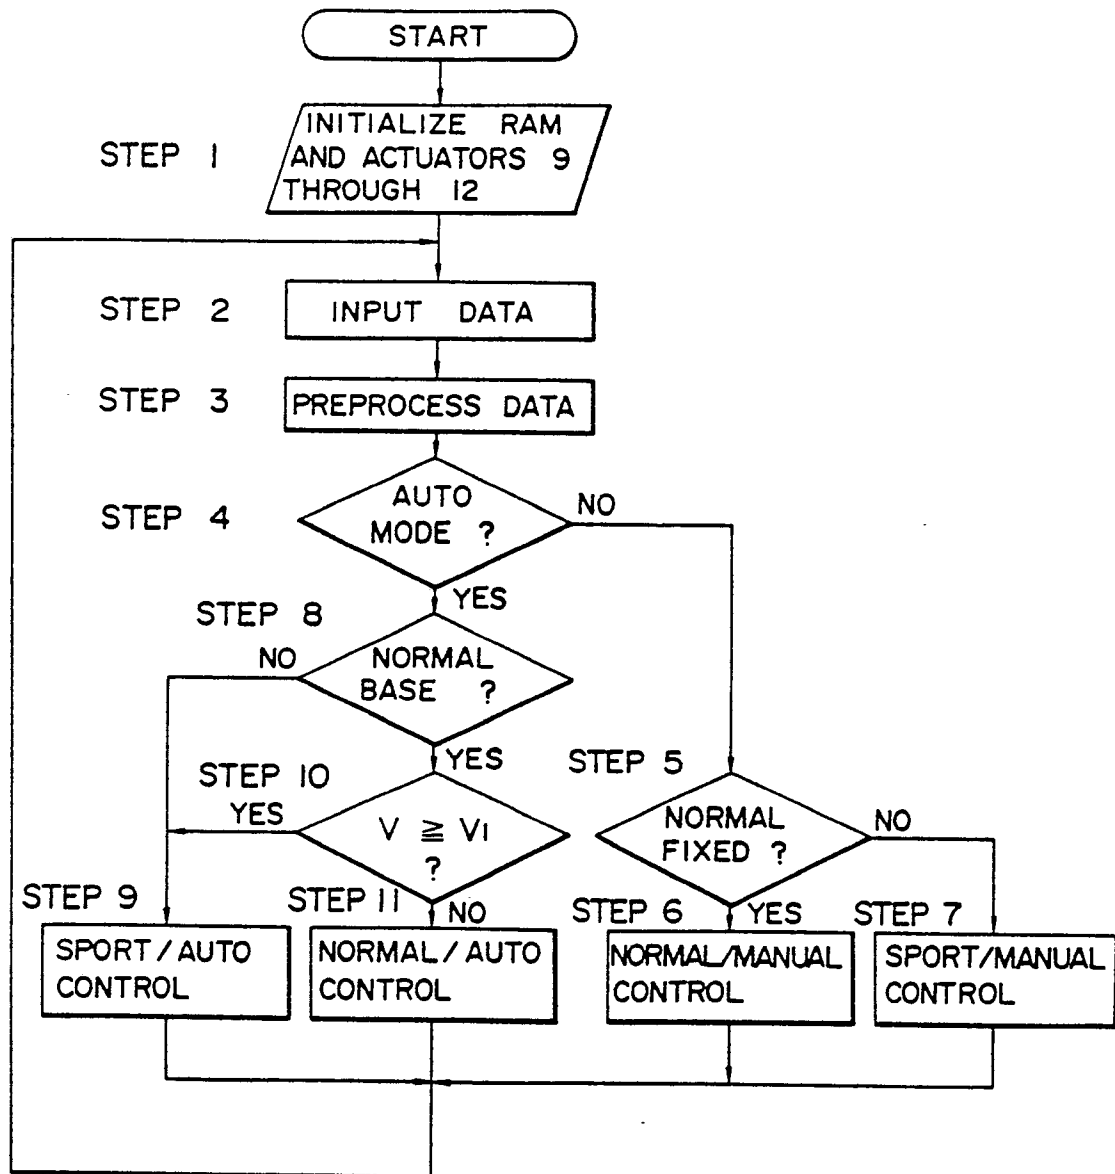 START
STEP 1
INITIALIZE RAM
AND ACTUATORS 9
THROUGH 12
STEP 2
INPUT DATA
STEP 3
PREPROCESS DATA
STEP 4
AUTO
MODE ?
NO
YES
STEP 8
NO
NORMAL
BASE ?
YES
STEP 10
YES
V ≧ V1
?
NO
STEP 5
NORMAL
FIXED ?
NO
YES
STEP 9
SPORT/AUTO
CONTROL
STEP 11
NORMAL/AUTO
CONTROL
STEP 6
NORMAL/MANUAL
CONTROL
STEP 7
SPORT/MANUAL
CONTROL